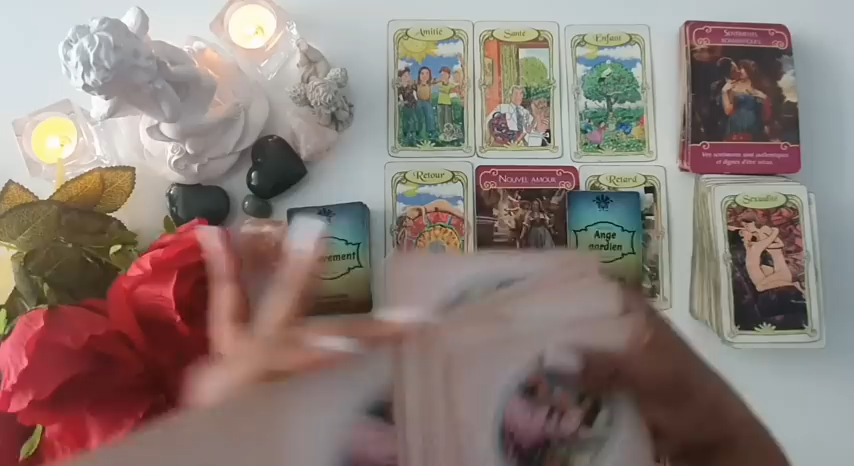 Amitié
Santé
Enfant
SENTIMENTS
ROMANTIQUES
Vos sentiments sont authentiques
et dignes d'être vécus
Retour
NOUVEL AMOUR
Retard
Sexualité
Ange
gardien